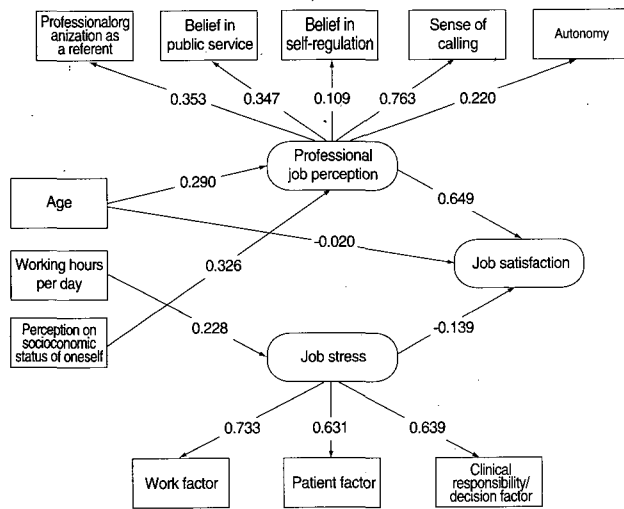 Professionalorg
anization as
a referent
Belief in
public service
Belief in
self-regulation
Sense of
calling
Autonomy
0.353
0.347
0.109
0.763
0.220
Professional
job perception
0.290
Age
0.649
-0.020
Working hours
per day
0.326
Job satisfaction
Perception on
socioconomic
status of oneself
0.228
-0.139
Job stress
0.733
0.631
0.639
Work factor
Patient factor
Clinical
responsibility/
decision factor